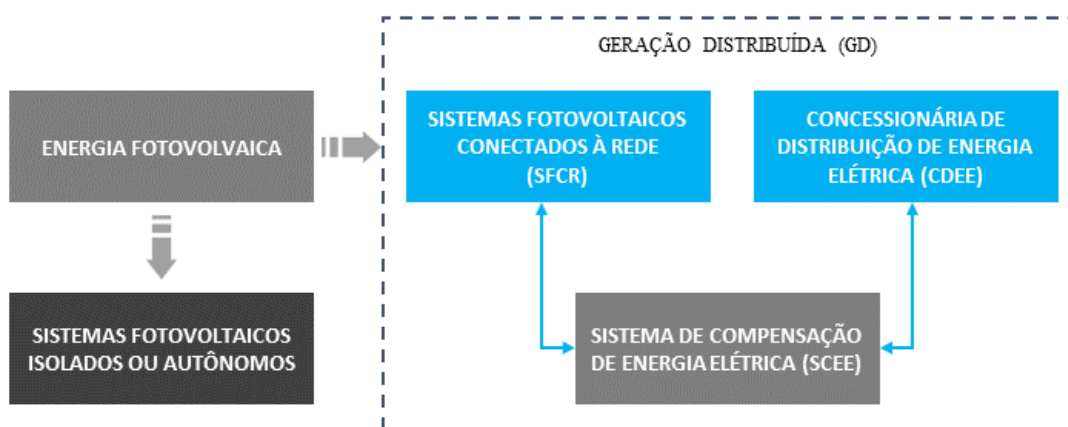 GERAÇÃO DISTRIBUÍDA (GD)
ENERGIA FOTOVOLVAICA
SISTEMAS FOTOVOLTAICOS
CONECTADOS À REDE
(SFCR)
CONCESSIONÁRIA DE
DISTRIBUIÇÃO DE ENERGIA
ELÉTRICA (CDEE)
SISTEMAS FOTOVOLTAICOS
ISOLADOS OU AUTÔNOMOS
SISTEMA DE COMPENSAÇÃO
DE ENERGIA ELÉTRICA (SCEE)